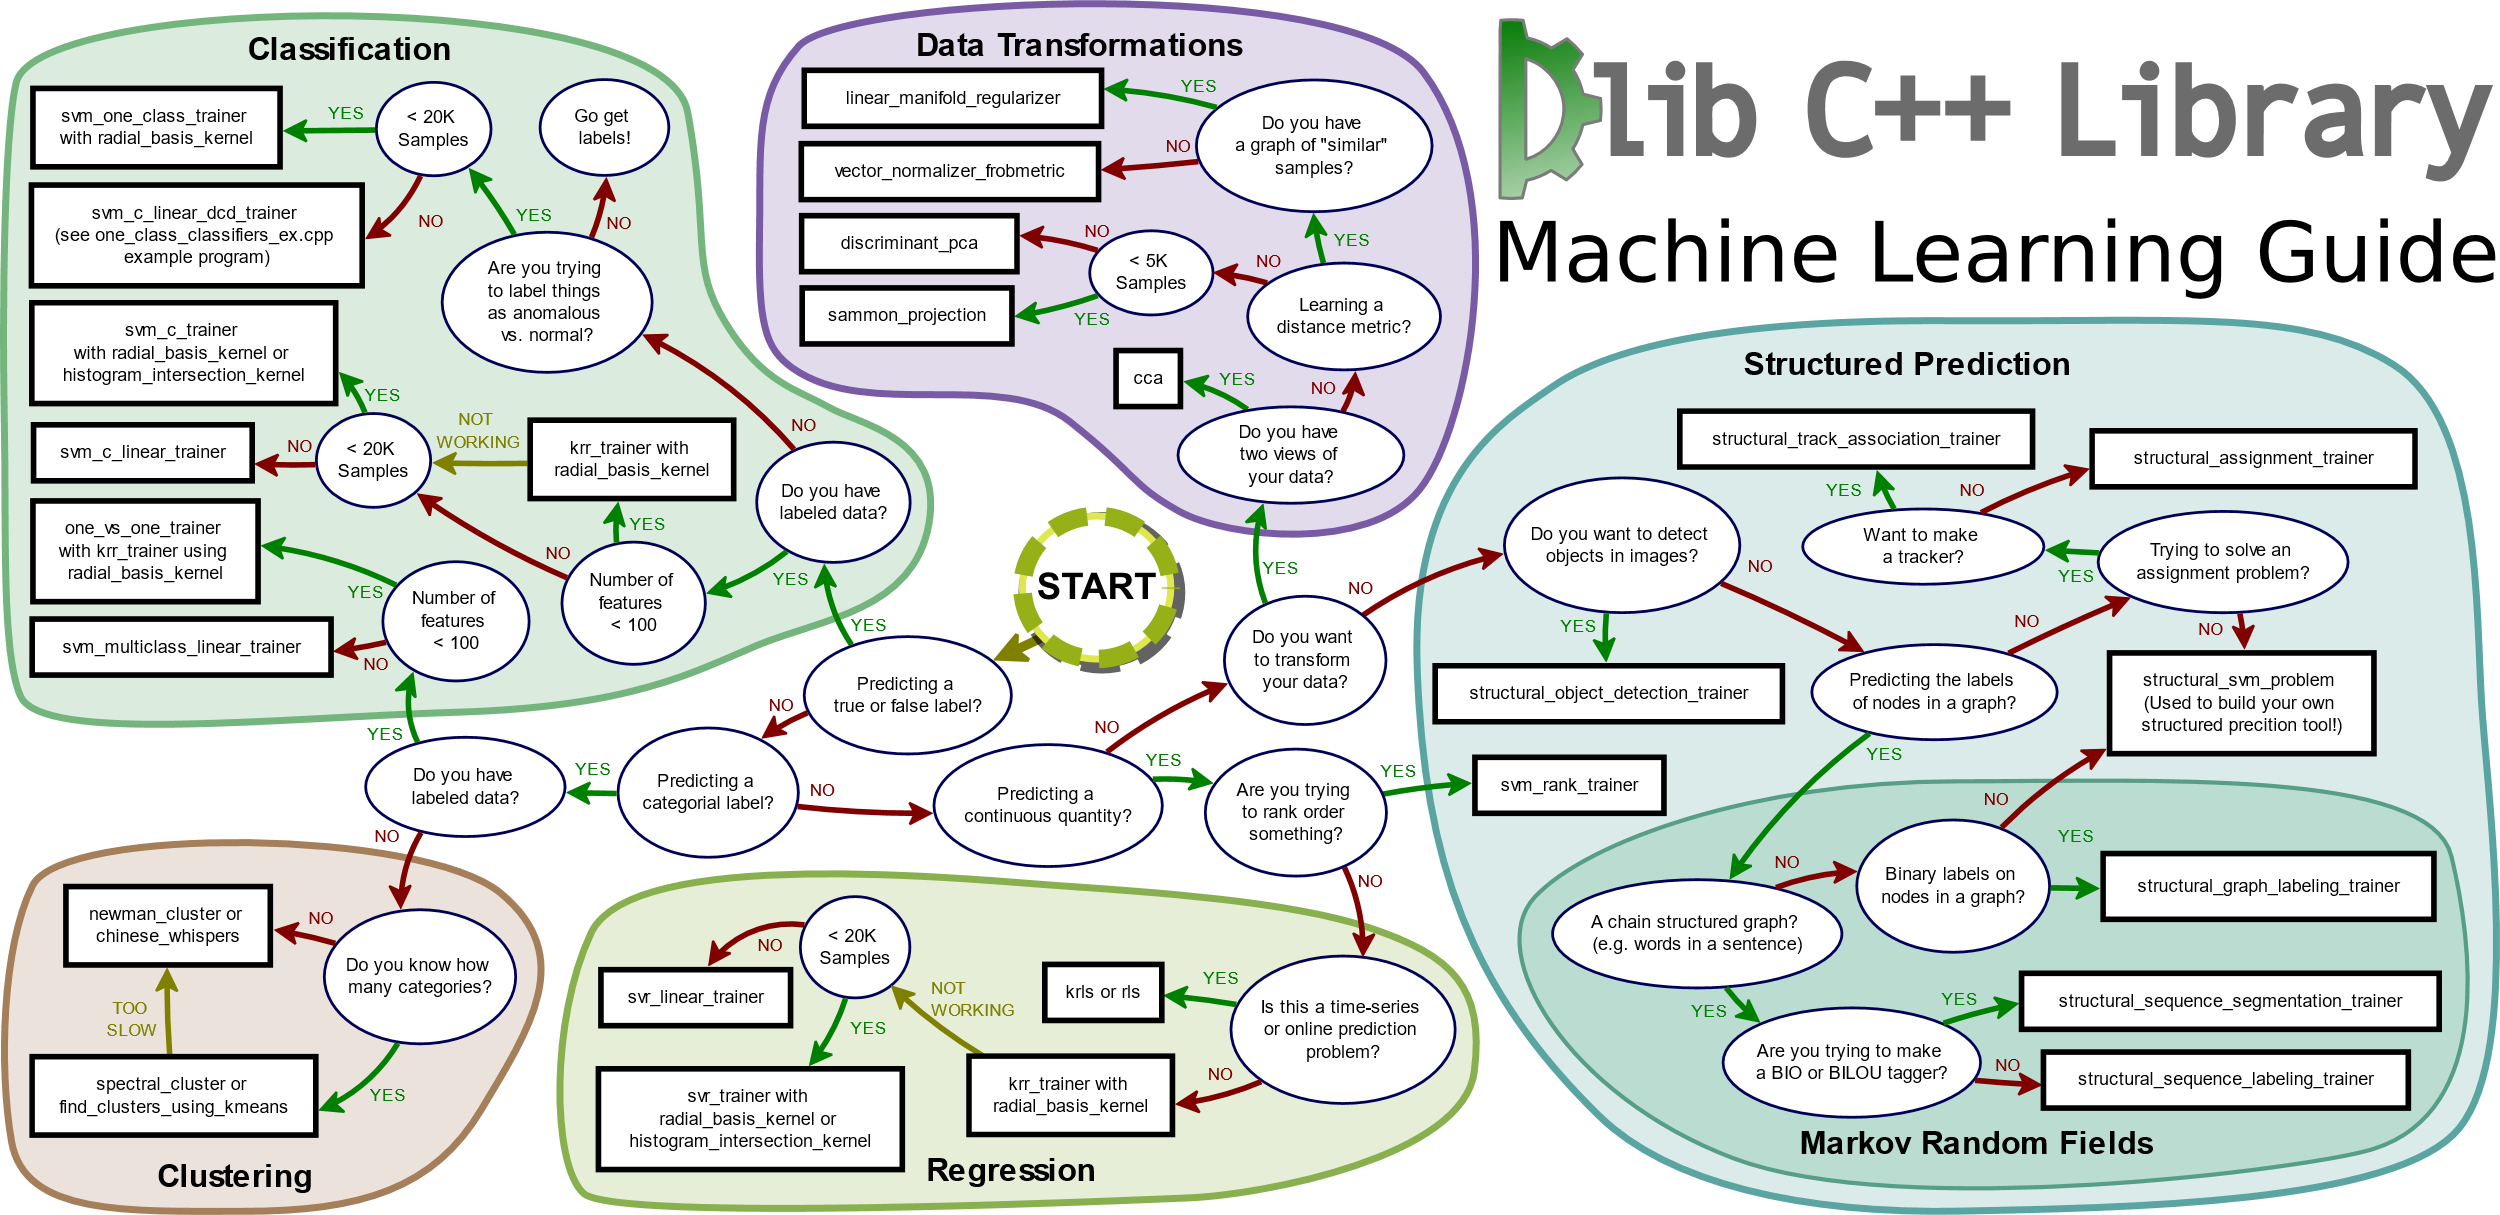 Dlib C++ Library
Machine Learning Guide
Classification
svm_one_class_trainer
with radial_basis_kernel
YES
< 20K
Samples
Go get
labels!
NO
svm_c_linear_dcd_trainer
(see one_class_classifiers_ex.cpp
example program)
YES
NO
Are you trying
to label things
as anomalous
vs. normal?
svm_c_trainer
with radial_basis_kernel or
histogram_intersection_kernel
YES
NO
svm_c_linear_trainer
NO
< 20K
Samples
NOT
WORKING
krr_trainer with
radial_basis_kernel
Do you have
labeled data?
YES
NO
one_vs_one_trainer
with krr_trainer using
radial_basis_kernel
YES
Number of
features
< 100
Number of
features
< 100
YES
svm_multiclass_linear_trainer
NO
YES
YES
Data Transformations
linear_manifold_regularizer
YES
Do you have
a graph of "similar"
samples?
NO
vector_normalizer_frobmetric
discriminant_pca
NO
< 5K
Samples
NO
YES
Learning a
distance metric?
sammon_projection
YES
cca
YES
NO
Do you have
two views of
your data?
START
YES
Predicting a
true or false label?
NO
Do you have
labeled data?
YES
Predicting a
categorial label?
NO
Predicting a
continuous quantity?
NO
YES
Do you want
to transform
your data?
NO
Are you trying
to rank order
something?
YES
svm_rank_trainer
NO
NO
Clustering
newman_cluster or
chinese_whispers
NO
Do you know how
many categories?
TOO
SLOW
spectral_cluster or
find_clusters_using_kmeans
YES
Regression
< 20K
Samples
NO
svr_linear_trainer
YES
svr_trainer with
radial_basis_kernel or
histogram_intersection_kernel
NOT
WORKING
krls or rls
YES
Is this a time-series
or online prediction
problem?
krr_trainer with
radial_basis_kernel
NO
Structured Prediction
structural_track_association_trainer
structural_assignment_trainer
YES
NO
Do you want to detect
objects in images?
Want to make
a tracker?
Trying to solve an
assignment problem?
NO
YES
YES
NO
NO
structural_object_detection_trainer
Predicting the labels
of nodes in a graph?
structural_svm_problem
(Used to build your own
structured precition tool!)
YES
NO
YES
A chain structured graph?
(e.g. words in a sentence)
NO
Binary labels on
nodes in a graph?
structural_graph_labeling_trainer
YES
Are you trying to make
a BIO or BILOU tagger?
YES
structural_sequence_segmentation_trainer
NO
structural_sequence_labeling_trainer
Markov Random Fields